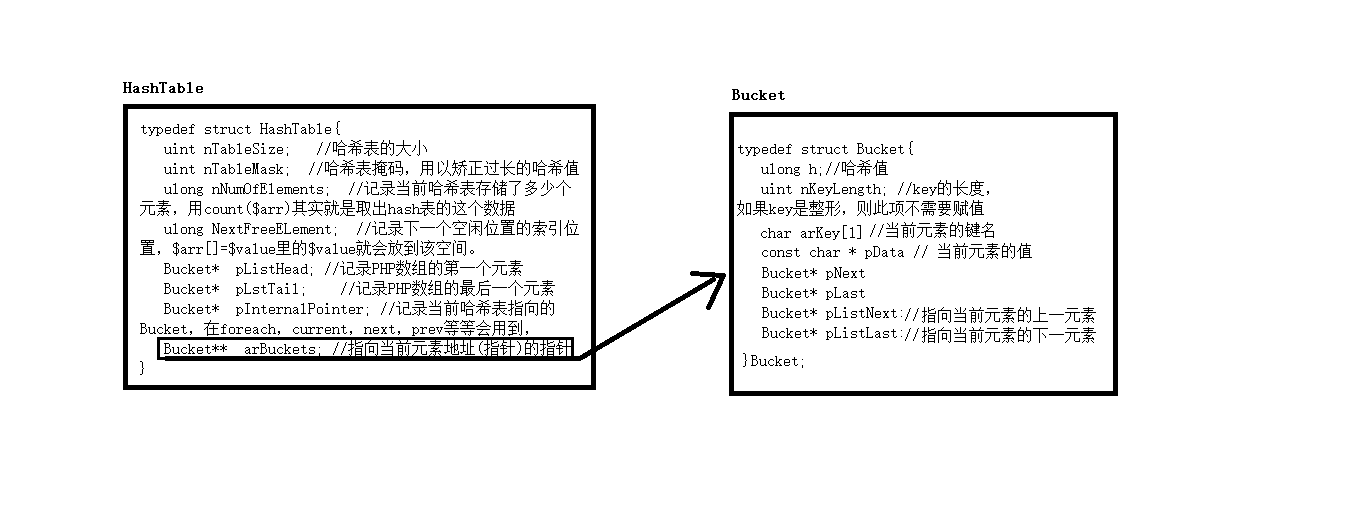 HashTable
typedef struct HashTable{
uint nTableSize; //哈希表的大小
uint nTableMask; //哈希表掩码，用以矫正过长的哈希值
ulong nNumOfElements; //记录当前哈希表存储了多少个
元素，用count($arr)其实就是取出hash表的这个数据
ulong NextFreeELement; //记录下一个空闲位置的索引位
置，$arr[]=$value里的$value就会放到该空间。
Bucket* pListHead; //记录PHP数组的第一个元素
Bucket* pLstTail; //记录PHP数组的最后一个元素
Bucket* pInternalPointer; //记录当前哈希表指向的
Bucket，在foreach，current，next，prev等等会用到，
Bucket** arBuckets; //指向当前元素地址(指针)的指针
}
Bucket
typedef struct Bucket{
ulong h;//哈希值
uint nKeyLength; //key的长度，
如果key是整形，则此项不需要赋值
char arKey[1] //当前元素的键名
const char * pData // 当前元素的值
Bucket* pNext
Bucket* pLast
Bucket* pListNext://指向当前元素的上一元素
Bucket* pListLast://指向当前元素的下一元素
}Bucket;